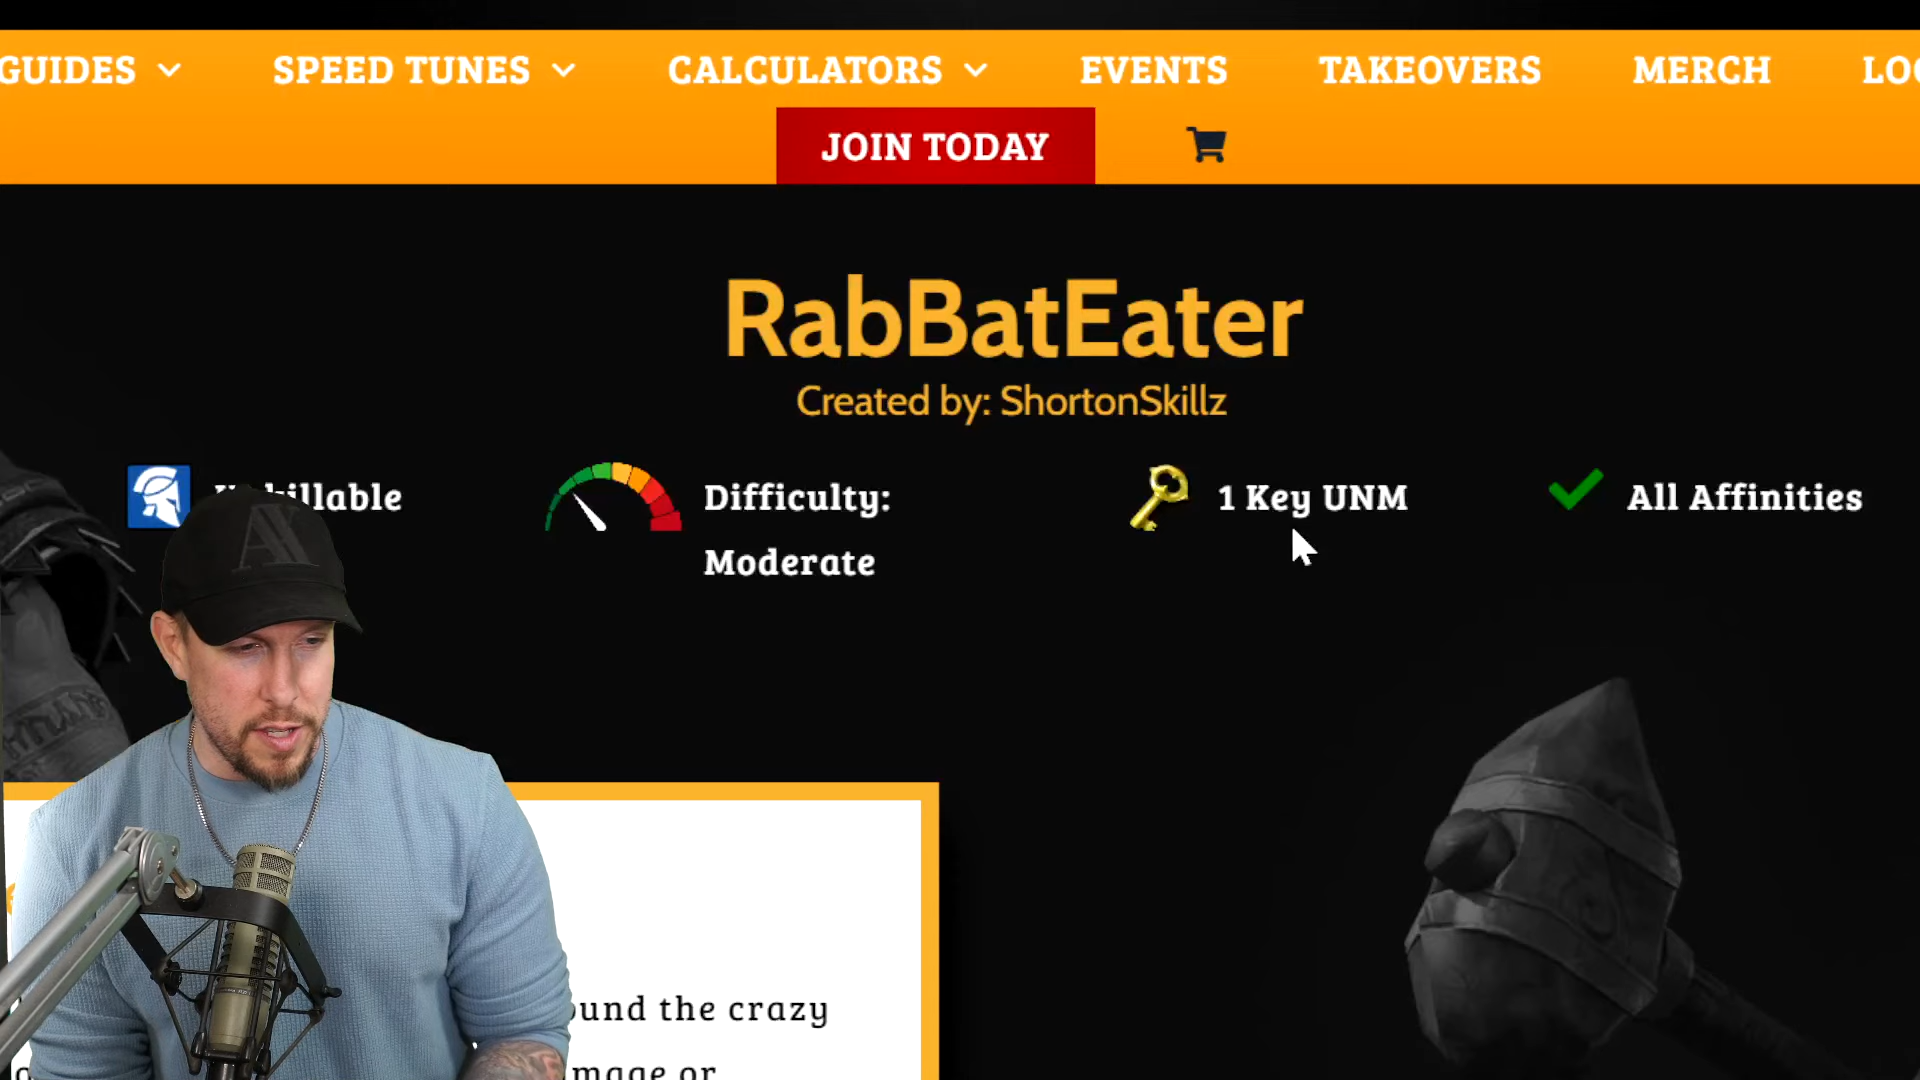 GUIDES
SPEED TUNES
CALCULATORS
EVENTS
TAKEOVERS
MERCH
JOIN TODAY
RabBatEater
Created by: ShortonSkillz
Difficulty:
Moderate
1 Key UNM
All Affinities
the crazy
or